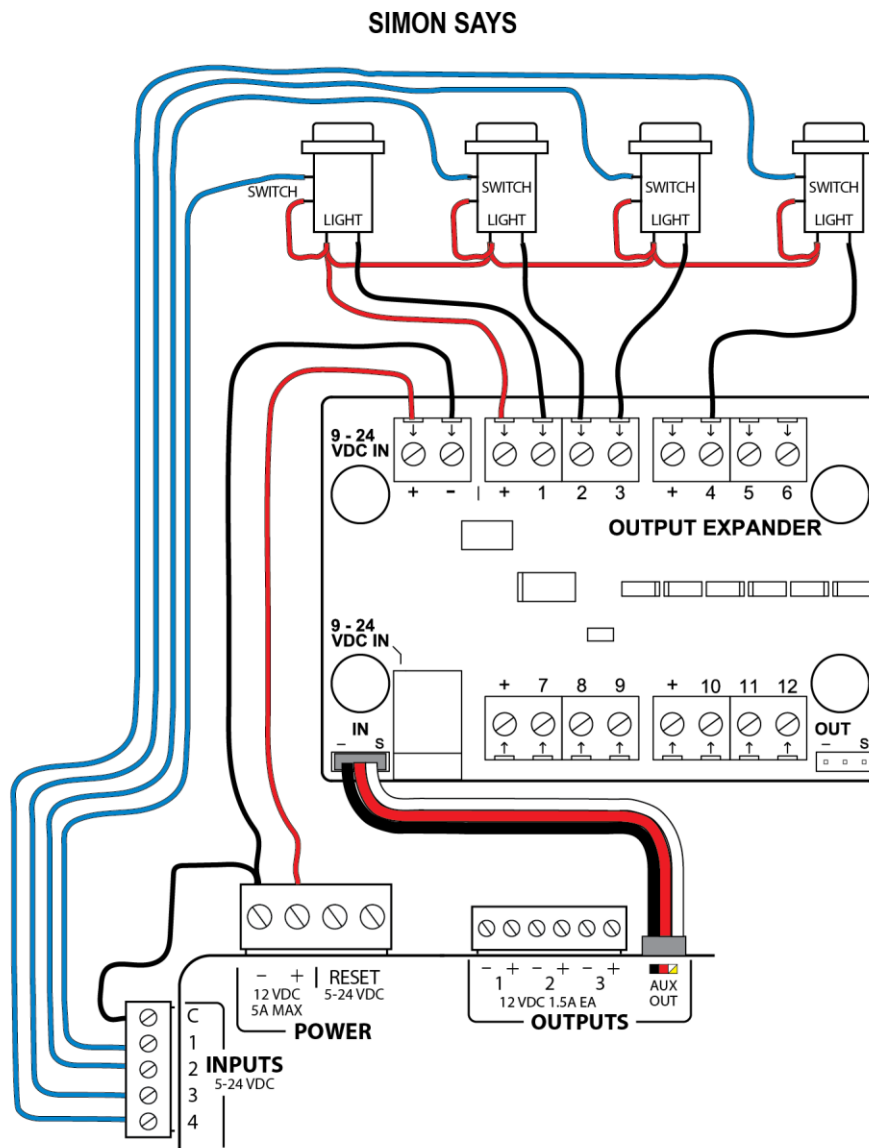 SIMON SAYS
SWITCH
LIGHT
SWITCH
LIGHT
SWITCH
LIGHT
SWITCH
LIGHT
9 - 24
VDC IN
+ - | + 1 2 3 + 4 5 6
OUTPUT EXPANDER
9 - 24
VDC IN
+ 7 8 9 + 10 11 12
IN
– S
OUT
– S
– + | RESET
12 VDC 5-24 VDC
5A MAX
POWER
– + – + – +
1 2 3
12 VDC 1.5A EA
OUTPUTS
AUX
OUT
C
1
2
3
4
INPUTS
5-24 VDC